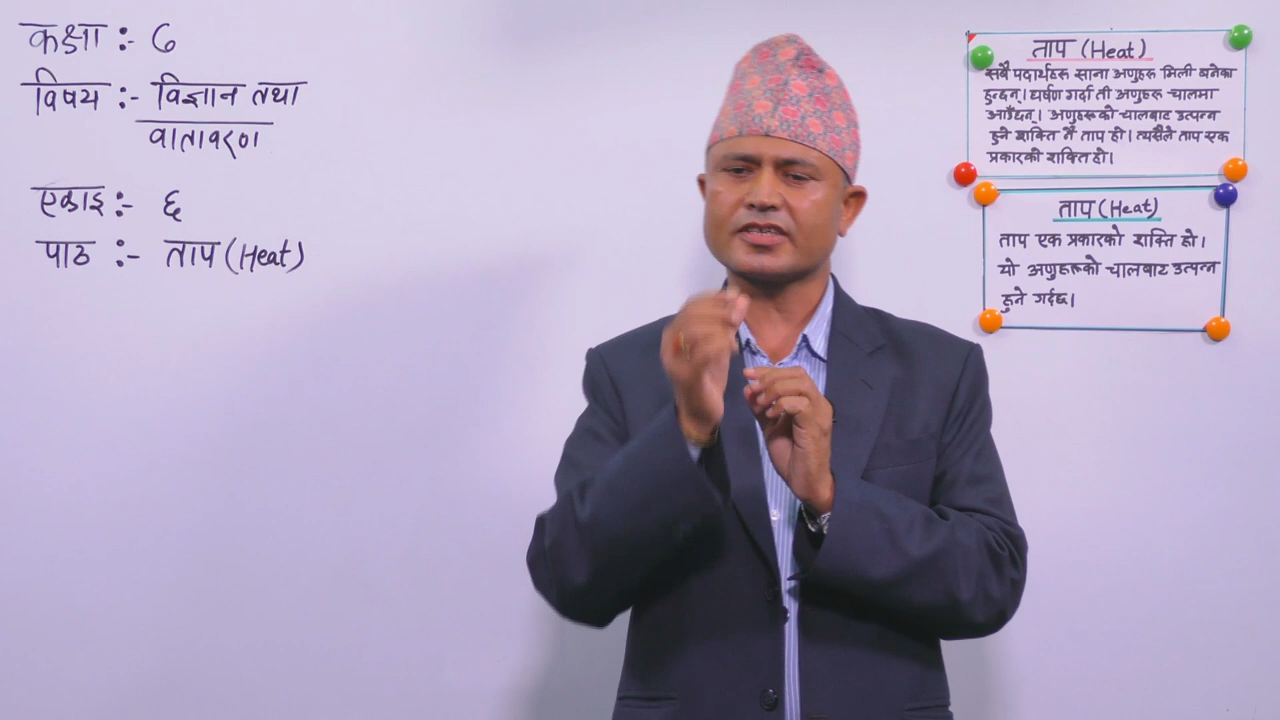 कक्षा :- ७
विषय :- विज्ञान तथा
वातावरण
एकाइ :- ६
पाठ :- ताप (Heat)
ताप (Heat)
सबै पदार्थहरू साना अणुहरू मिली बनेका
हुन्छन्। घर्षण गर्दा ती अणुहरू चालमा
आउँछन्। अणुहरूको चालबाट उत्पन्न
हुने शक्ति नै ताप हो। त्यसैले ताप एक
प्रकारको शक्ति हो।
ताप (Heat)
ताप एक प्रकारको शक्ति हो।
यो अणुहरूको चालबाट उत्पन्न
हुने गर्दछ।